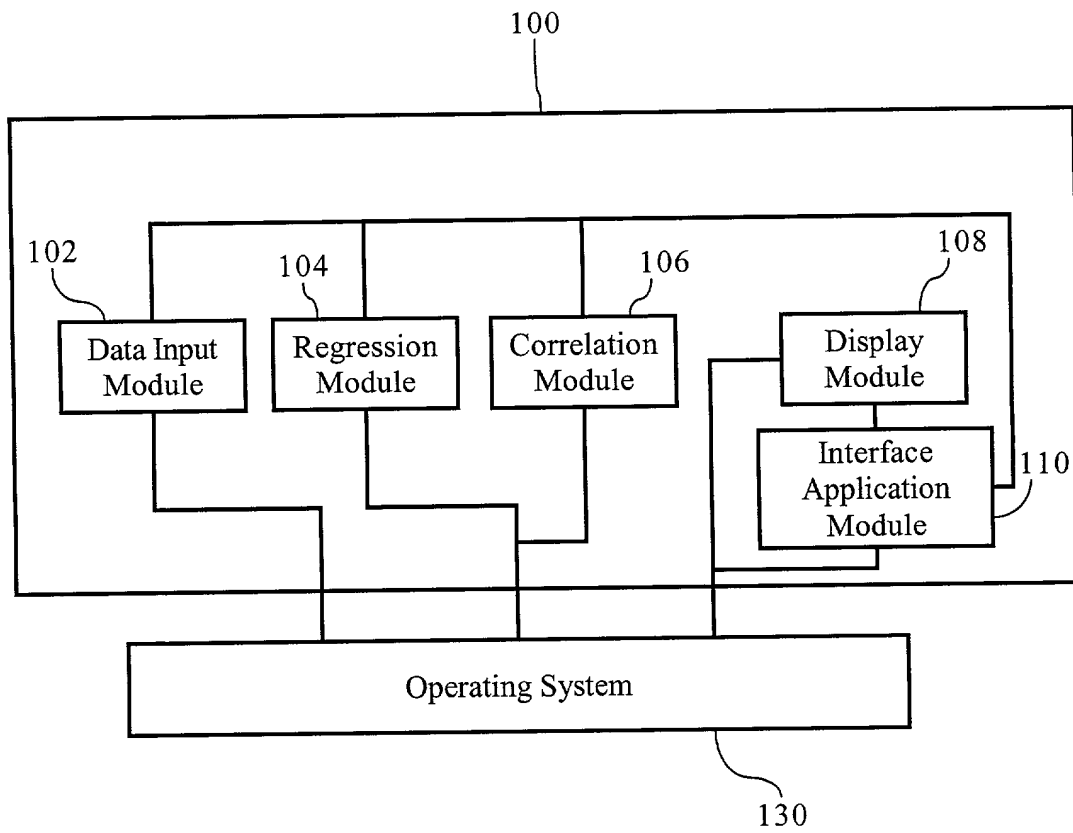 100
102
104
106
108
Data Input
Module
Regression
Module
Correlation
Module
Display
Module
Interface
Application
Module
110
Operating System
130